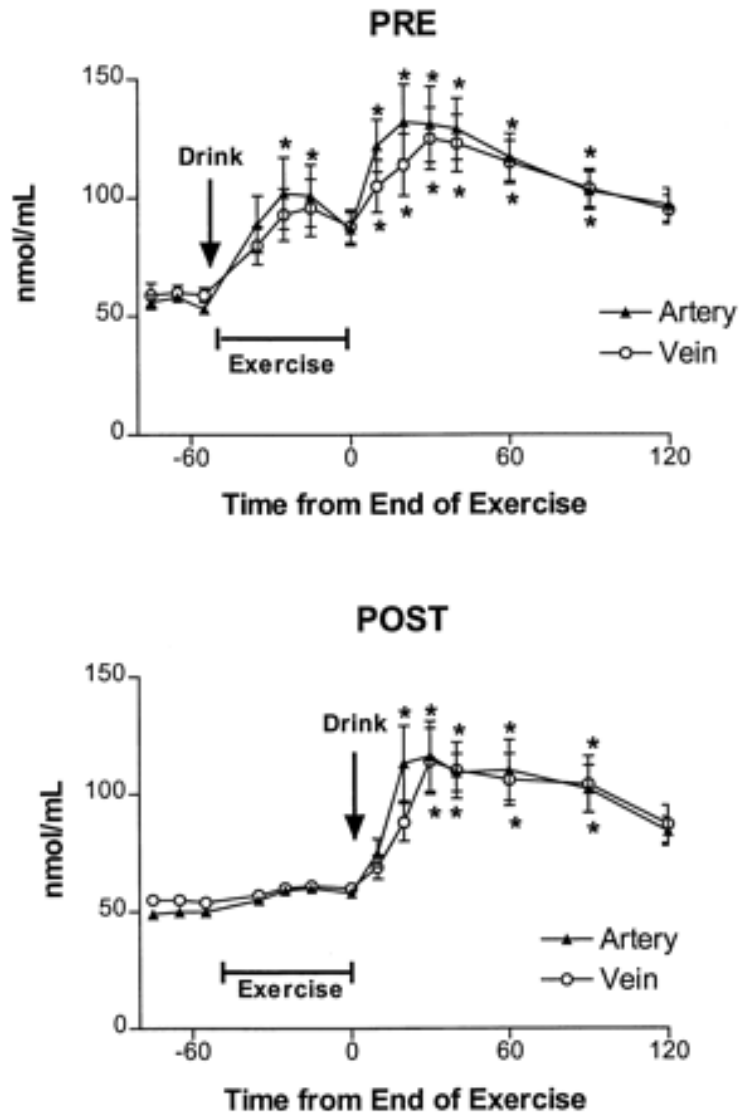 PRE
150
* * * *
Drink * * * *
100
* * * * * *
nmol/mL
50
Artery
Vein
Exercise
0
-60 0 60 120
Time from End of Exercise
POST
150
Drink * * * * *
100
* * * *
nmol/mL
50
Artery
Vein
Exercise
0
-60 0 60 120
Time from End of Exercise